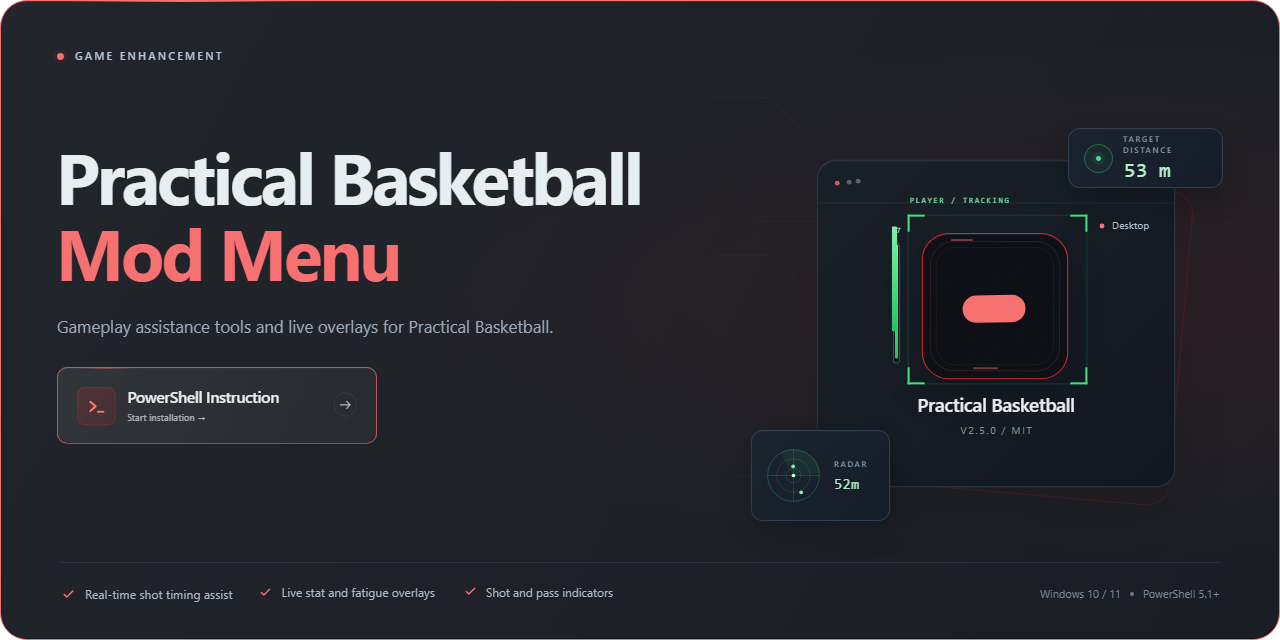 GAME ENHANCEMENT
Practical Basketball
Mod Menu
Gameplay assistance tools and live overlays for Practical Basketball.
>_
PowerShell Instruction
Start installation →
→
TARGET
DISTANCE
53 m
PLAYER / TRACKING
Desktop
Practical Basketball
V2.5.0 / MIT
RADAR
52m
Real-time shot timing assist
Live stat and fatigue overlays
Shot and pass indicators
Windows 10 / 11 • PowerShell 5.1+